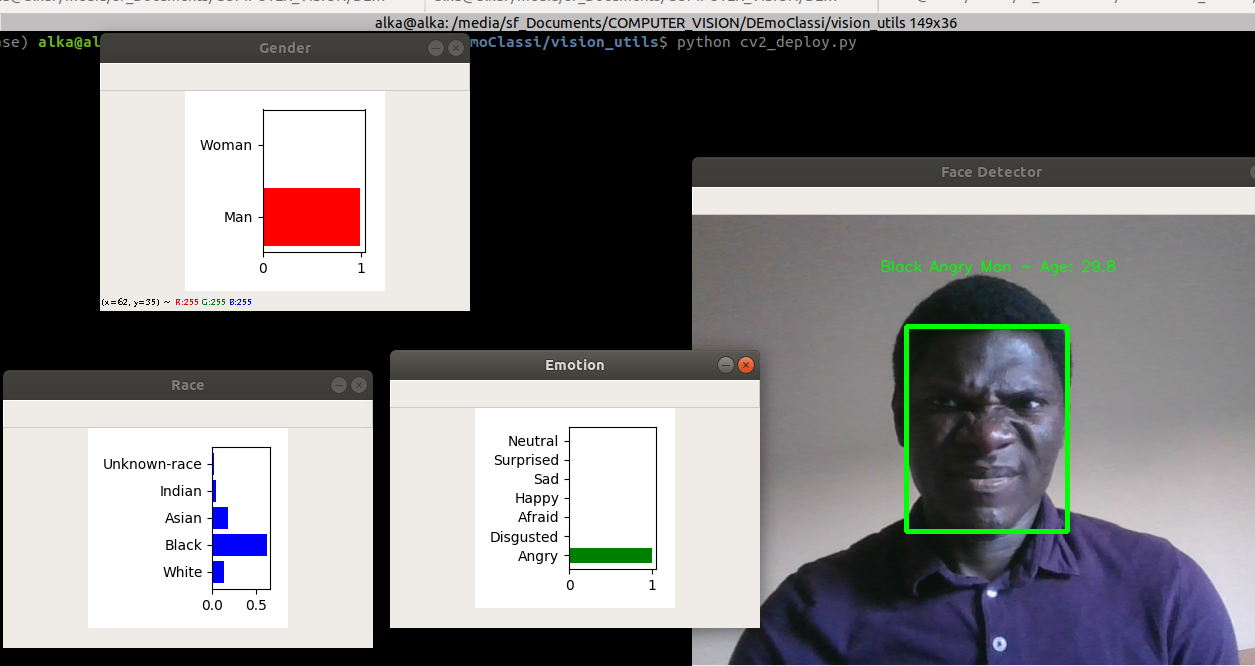 alka@alka: /media/sf_Documents/COMPUTER_VISION/DEmoClassi/vision_utils 149x36
se) alka@al
moClassi/vision_utils$ python cv2_deploy.py
Gender
Woman
Man
0 1
(x=62, y=35) ~ R:255 G:255 B:255
Face Detector
Black Angry Man - Age: 29.8
Race
Unknown-race
Indian
Asian
Black
White
0.0 0.5
Emotion
Neutral
Surprised
Sad
Happy
Afraid
Disgusted
Angry
0 1